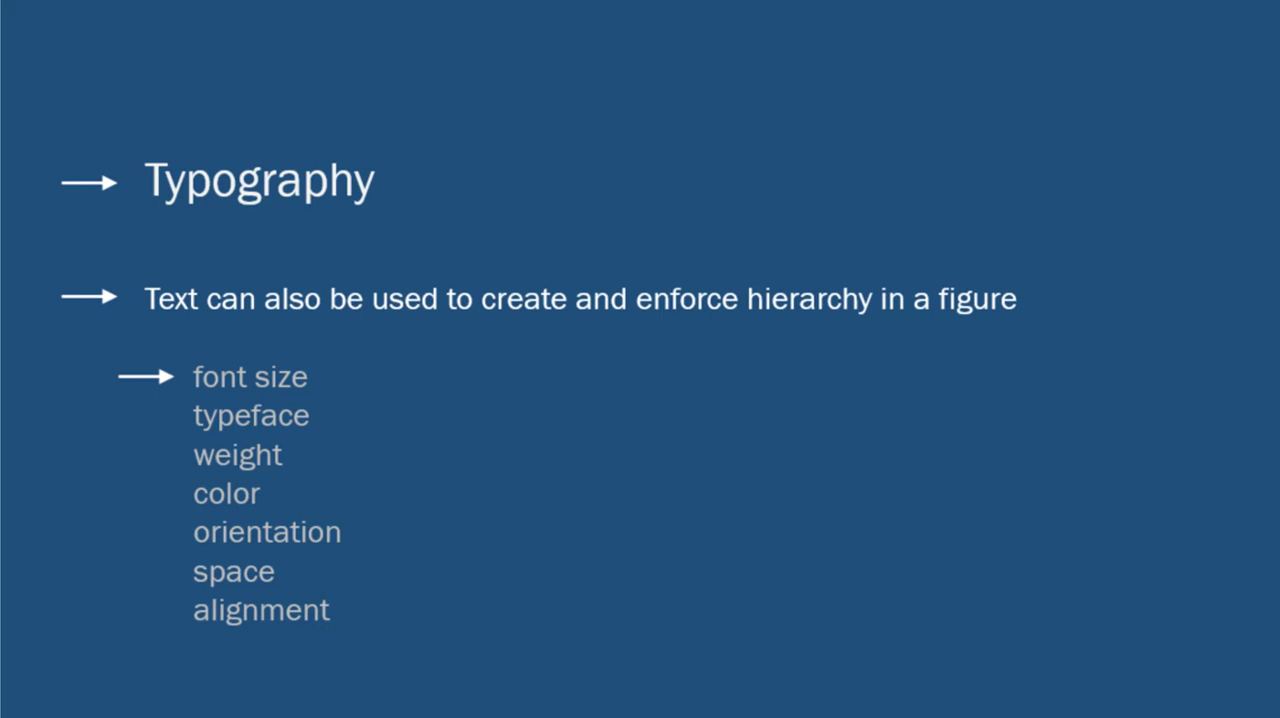 Typography
Text can also be used to create and enforce hierarchy in a figure
font size
typeface
weight
color
orientation
space
alignment